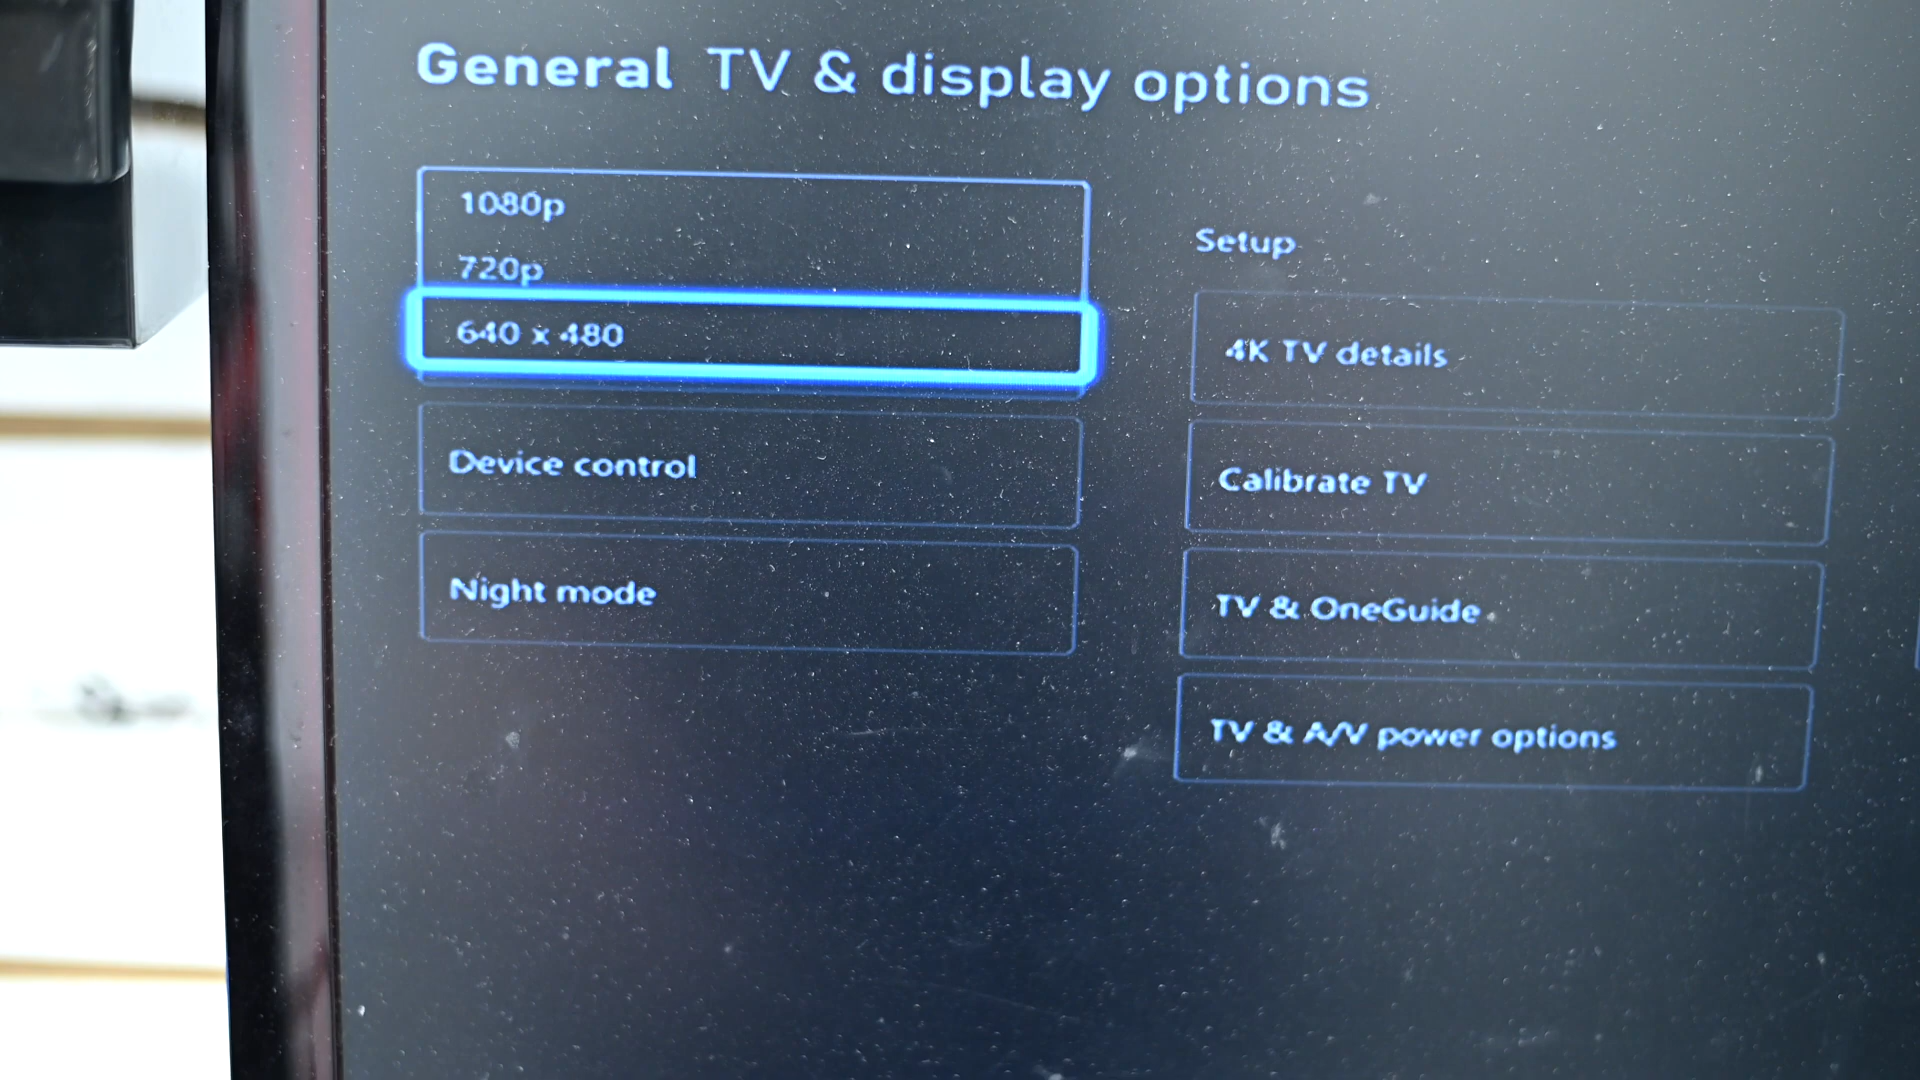 General TV & display options
1080p
720p
640 x 480
Device control
Night mode
Setup
4K TV details
Calibrate TV
TV & OneGuide
TV & A/V power options